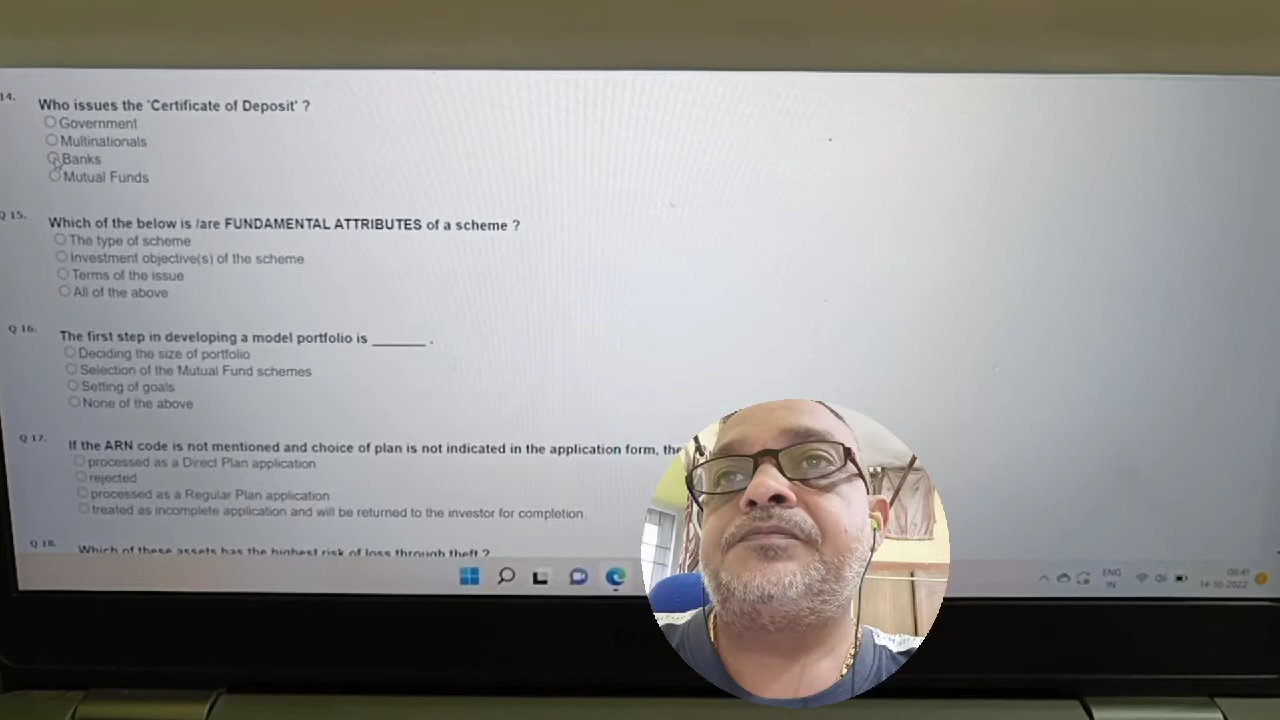 14.
Who issues the 'Certificate of Deposit' ?
Government
Multinationals
Banks
Mutual Funds
Q 15.
Which of the below is /are FUNDAMENTAL ATTRIBUTES of a scheme ?
The type of scheme
Investment objective(s) of the scheme
Terms of the issue
All of the above
Q 16.
The first step in developing a model portfolio is ______ .
Deciding the size of portfolio
Selection of the Mutual Fund schemes
Setting of goals
None of the above
Q 17.
If the ARN code is not mentioned and choice of plan is not indicated in the application form, the
processed as a Direct Plan application
rejected
processed as a Regular Plan application
treated as incomplete application and will be returned to the investor for completion
Q 18.
Which of these assets has the highest risk of loss through theft ?
ENG
IN
08:41
14-10-2022